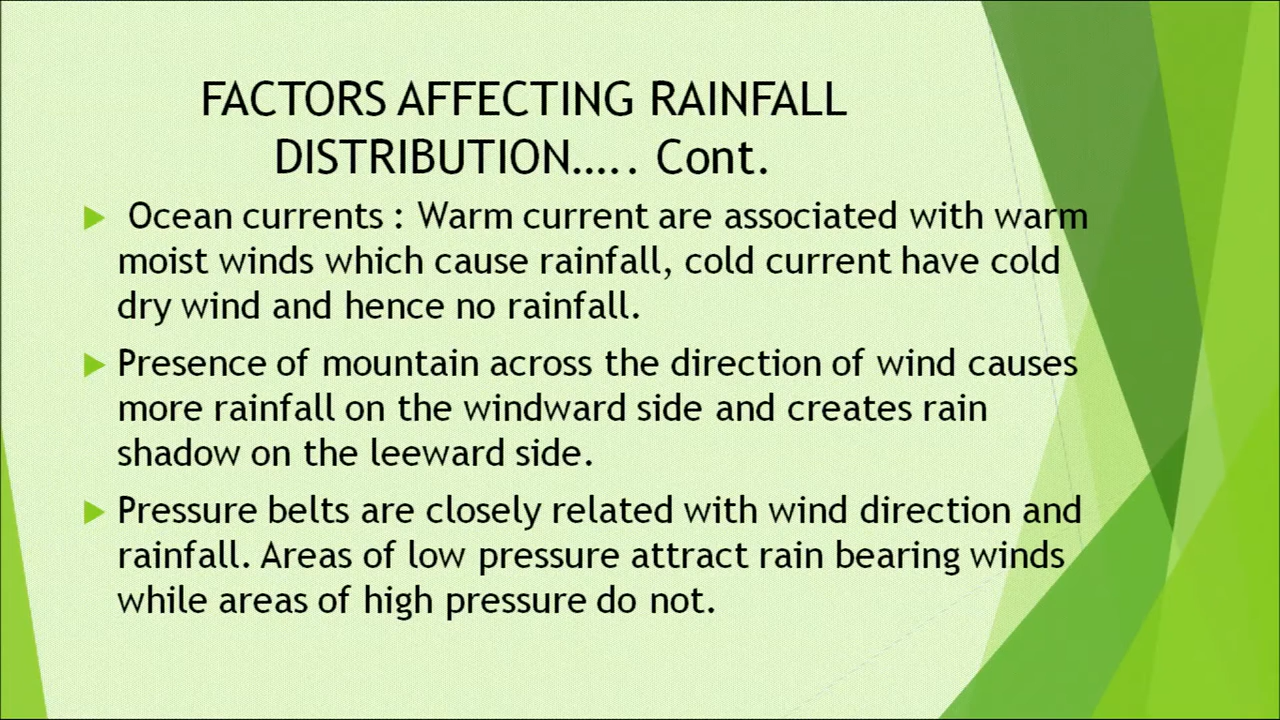 FACTORS AFFECTING RAINFALL
DISTRIBUTION….. Cont.
Ocean currents : Warm current are associated with warm
moist winds which cause rainfall, cold current have cold
dry wind and hence no rainfall.
Presence of mountain across the direction of wind causes
more rainfall on the windward side and creates rain
shadow on the leeward side.
Pressure belts are closely related with wind direction and
rainfall. Areas of low pressure attract rain bearing winds
while areas of high pressure do not.